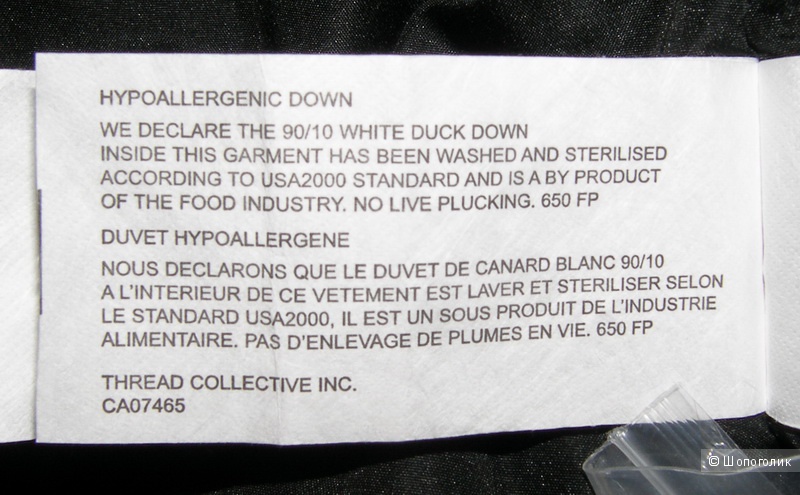 HYPOALLERGENIC DOWN
WE DECLARE THE 90/10 WHITE DUCK DOWN
INSIDE THIS GARMENT HAS BEEN WASHED AND STERILISED
ACCORDING TO USA2000 STANDARD AND IS A BY PRODUCT
OF THE FOOD INDUSTRY. NO LIVE PLUCKING. 650 FP
DUVET HYPOALLERGENE
NOUS DECLARONS QUE LE DUVET DE CANARD BLANC 90/10
A L'INTERIEUR DE CE VETEMENT EST LAVER ET STERILISER SELON
LE STANDARD USA2000, IL EST UN SOUS PRODUIT DE L'INDUSTRIE
ALIMENTAIRE. PAS D'ENLEVAGE DE PLUMES EN VIE. 650 FP
THREAD COLLECTIVE INC.
CA07465
© Шопоголик